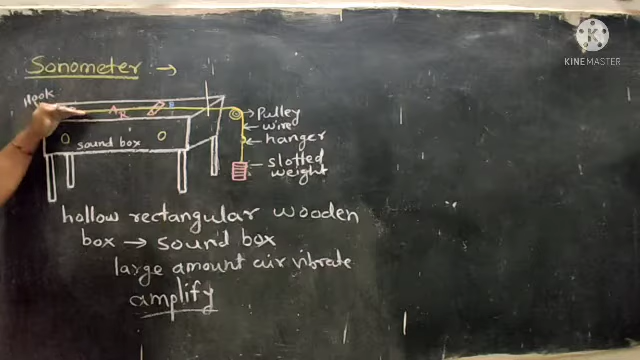 Sonometer →
Hook
A
R
B
Pulley
wire
hanger
slotted
weight
sound box
hollow rectangular wooden
box → sound box
large amount air vibrate
amplify
K
KINEMASTER